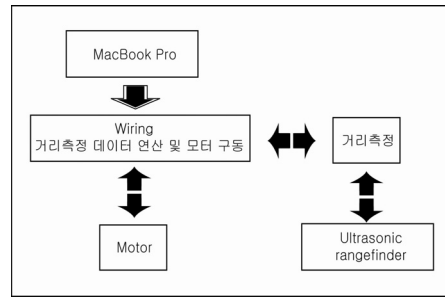 MacBook Pro
Wiring
거리측정 데이터 연산 및 모터 구동
거리측정
Motor
Ultrasonic
rangefinder